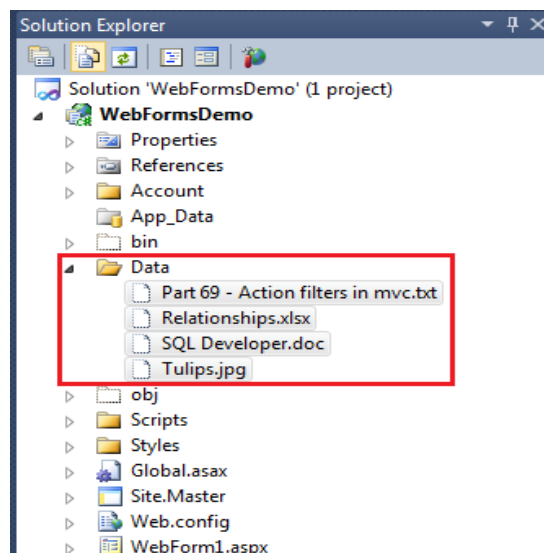 Solution Explorer
Solution 'WebFormsDemo' (1 project)
WebFormsDemo
Properties
References
Account
App_Data
bin
Data
Part 69 - Action filters in mvc.txt
Relationships.xlsx
SQL Developer.doc
Tulips.jpg
obj
Scripts
Styles
Global.asax
Site.Master
Web.config
WebForm1.aspx